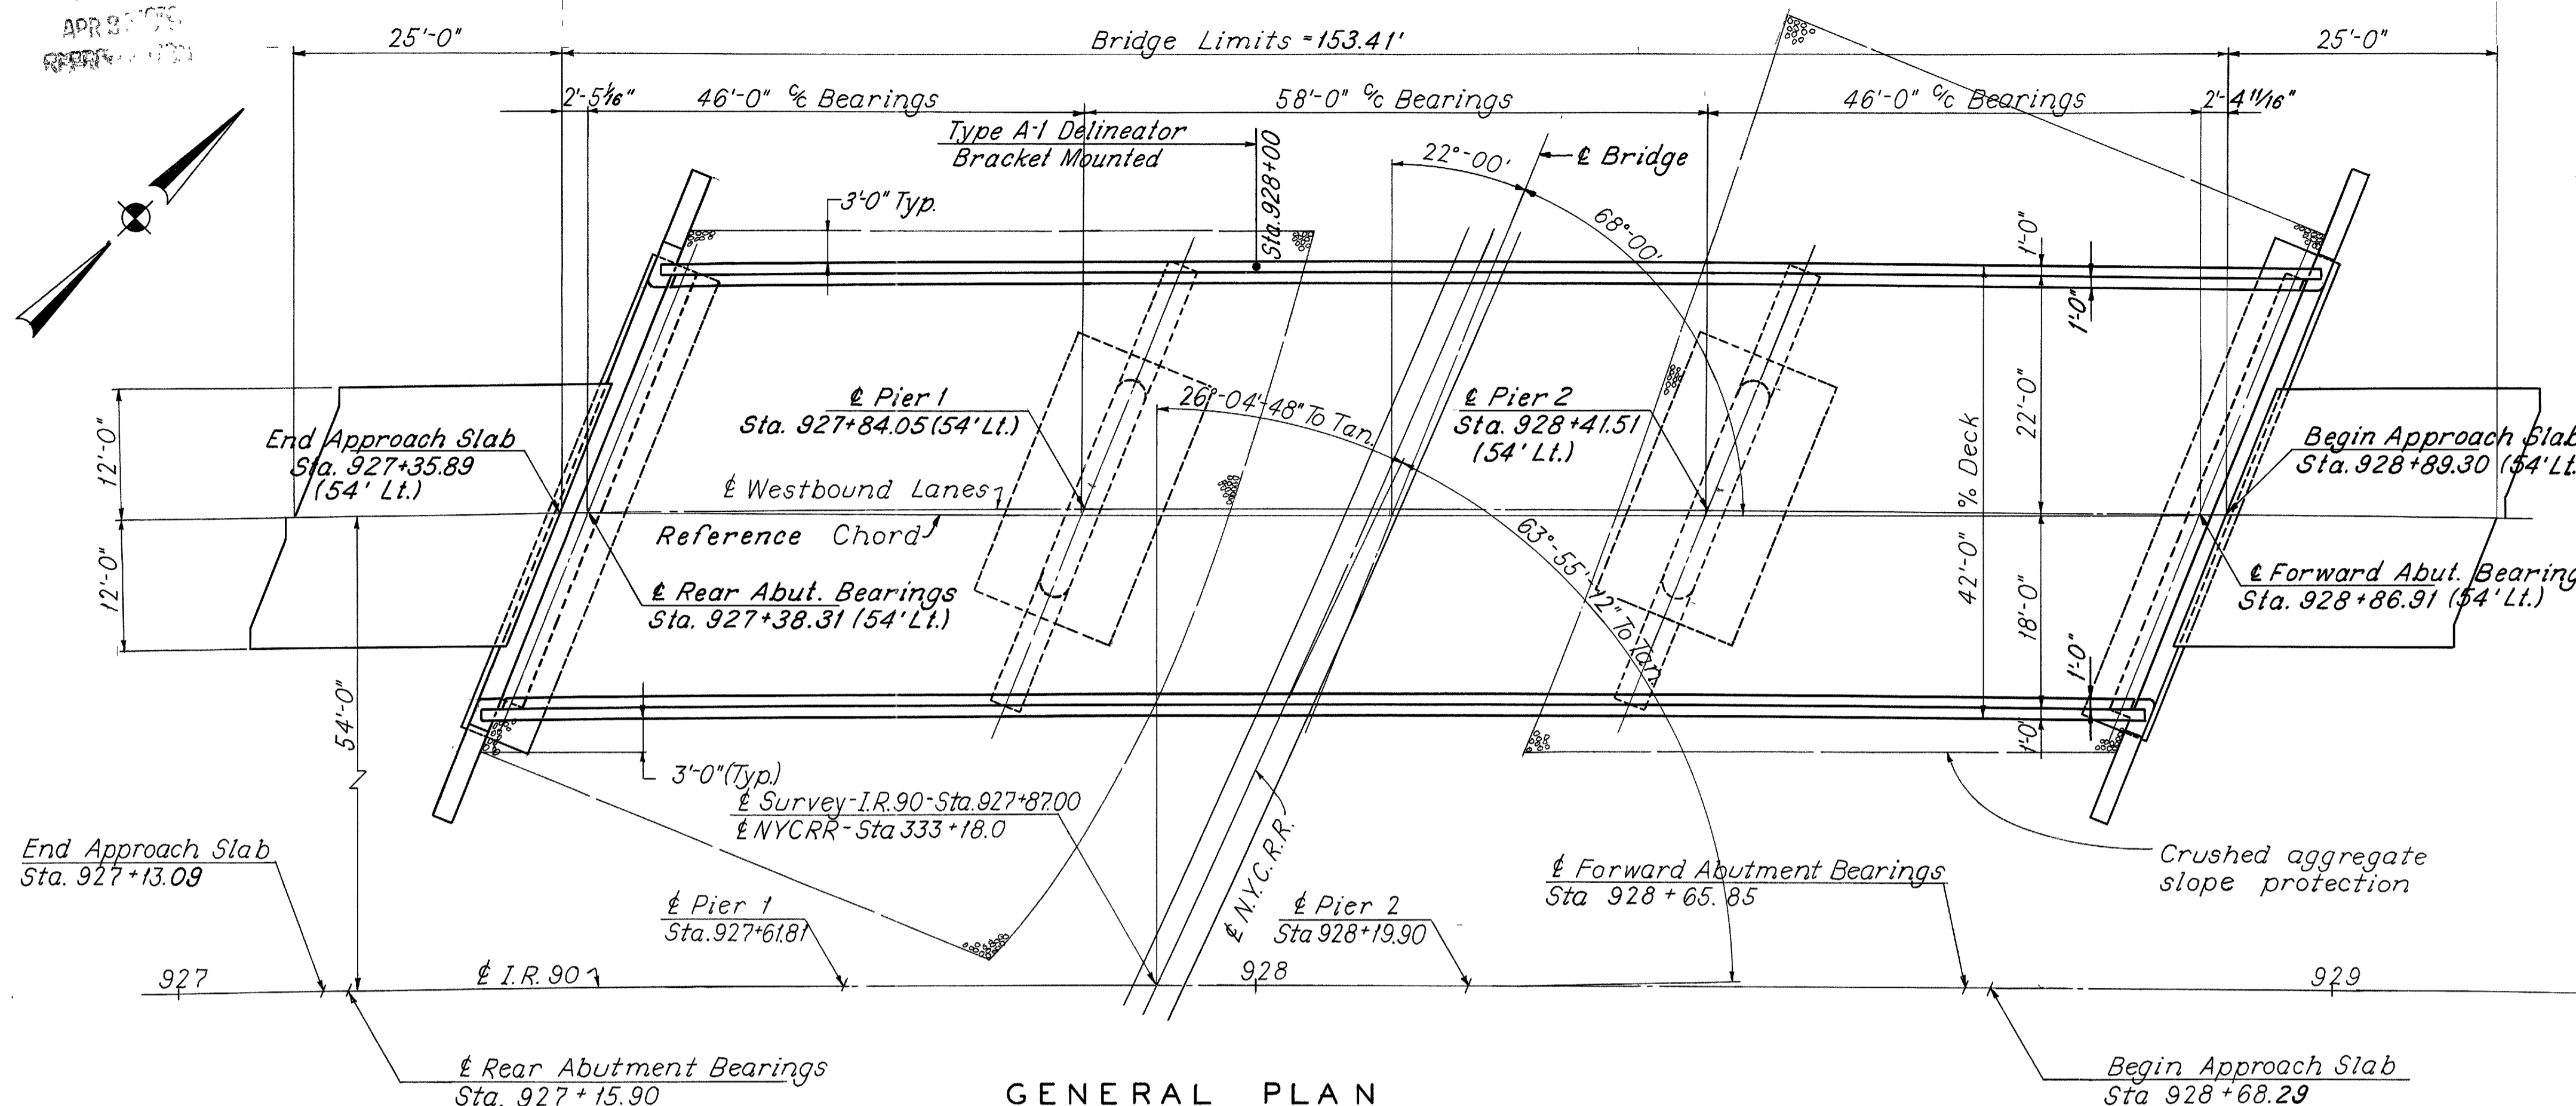 APR
25'-0"
Bridge Limits = 153.41'
25'-0"
2'-5 1/16"
46'-0" C/C Bearings
58'-0" C/C Bearings
46'-0" C/C Bearings
2'-4 11/16"
Type A-1 Delineator
Bracket Mounted
Sta. 928+00
22°-00'
℄ Bridge
68°-00'
3'-0" Typ.
1'-0"
1'-0"
22'-0"
42'-0" O/O Deck
18'-0"
1'-0"
1'-0"
12'-0"
12'-0"
End Approach Slab
Sta. 927+35.89
(54' Lt.)
℄ Pier 1
Sta. 927+84.05 (54' Lt.)
26°-04'-48" To Tan.
℄ Pier 2
Sta. 928+41.51
(54' Lt.)
Begin Approach Slab
Sta. 928+89.30 (54' Lt.
℄ Westbound Lanes
Reference Chord
℄ Rear Abut. Bearings
Sta. 927+38.31 (54' Lt.)
63°-55'-12" To Tan.
℄ Forward Abut. Bearing
Sta. 928+86.91 (54' Lt.)
54'-0"
3'-0" (Typ.)
℄ Survey-I.R.90-Sta.927+87.00
℄ NYCRR-Sta 333+18.0
℄ N.Y.C.R.R.
End Approach Slab
Sta. 927+13.09
℄ Pier 1
Sta. 927+61.81
℄ Pier 2
Sta 928+19.90
℄ Forward Abutment Bearings
Sta 928+65.85
Crushed aggregate
slope protection
927
℄ I.R. 90
928
929
℄ Rear Abutment Bearings
Sta. 927+15.90
GENERAL PLAN
Begin Approach Slab
Sta 928+68.29